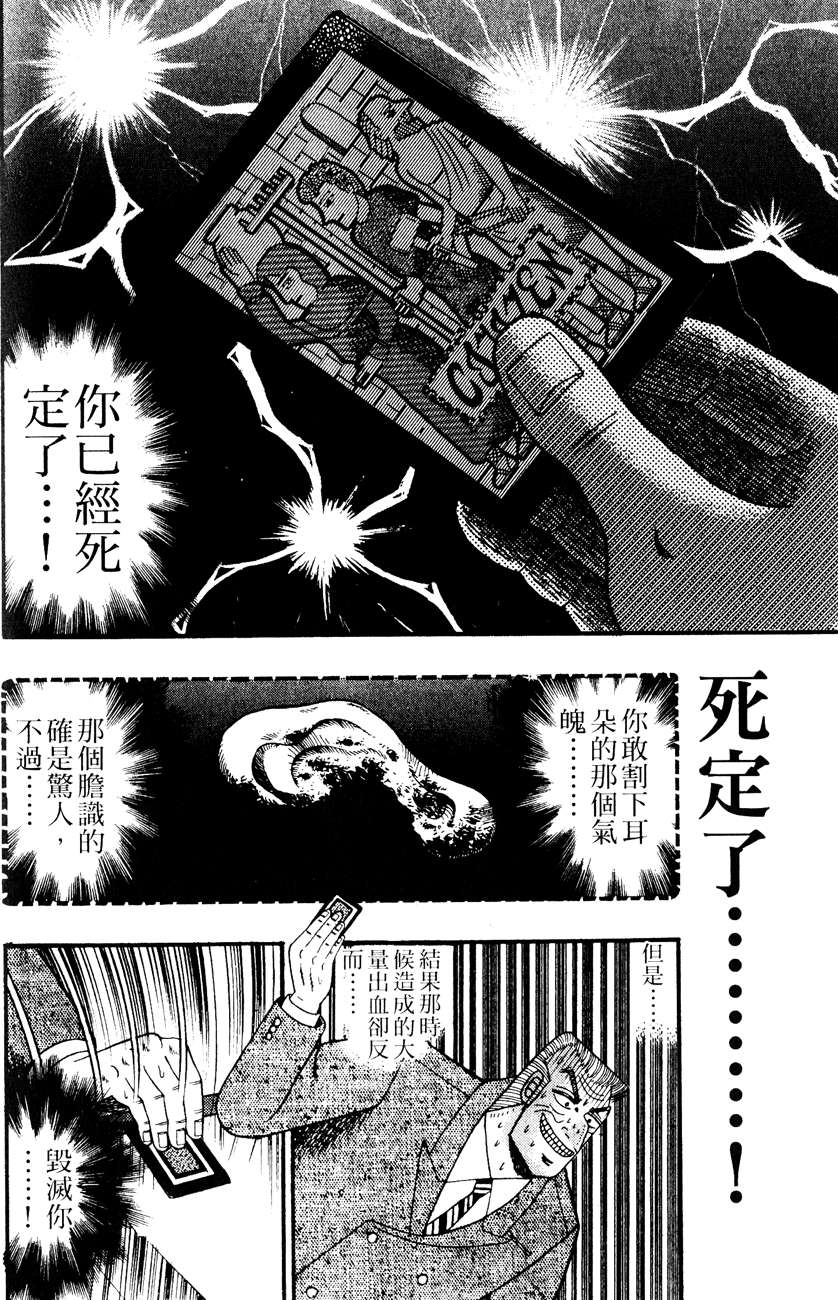 CITIZEN
你已經死
定了…！
死定了………！
你敢割下耳
朵的那個氣
魄……
那個膽識的
確是驚人，
不過……
但是……
結果那時
候造成的大
量出血卻反
而……
毀滅你
……！